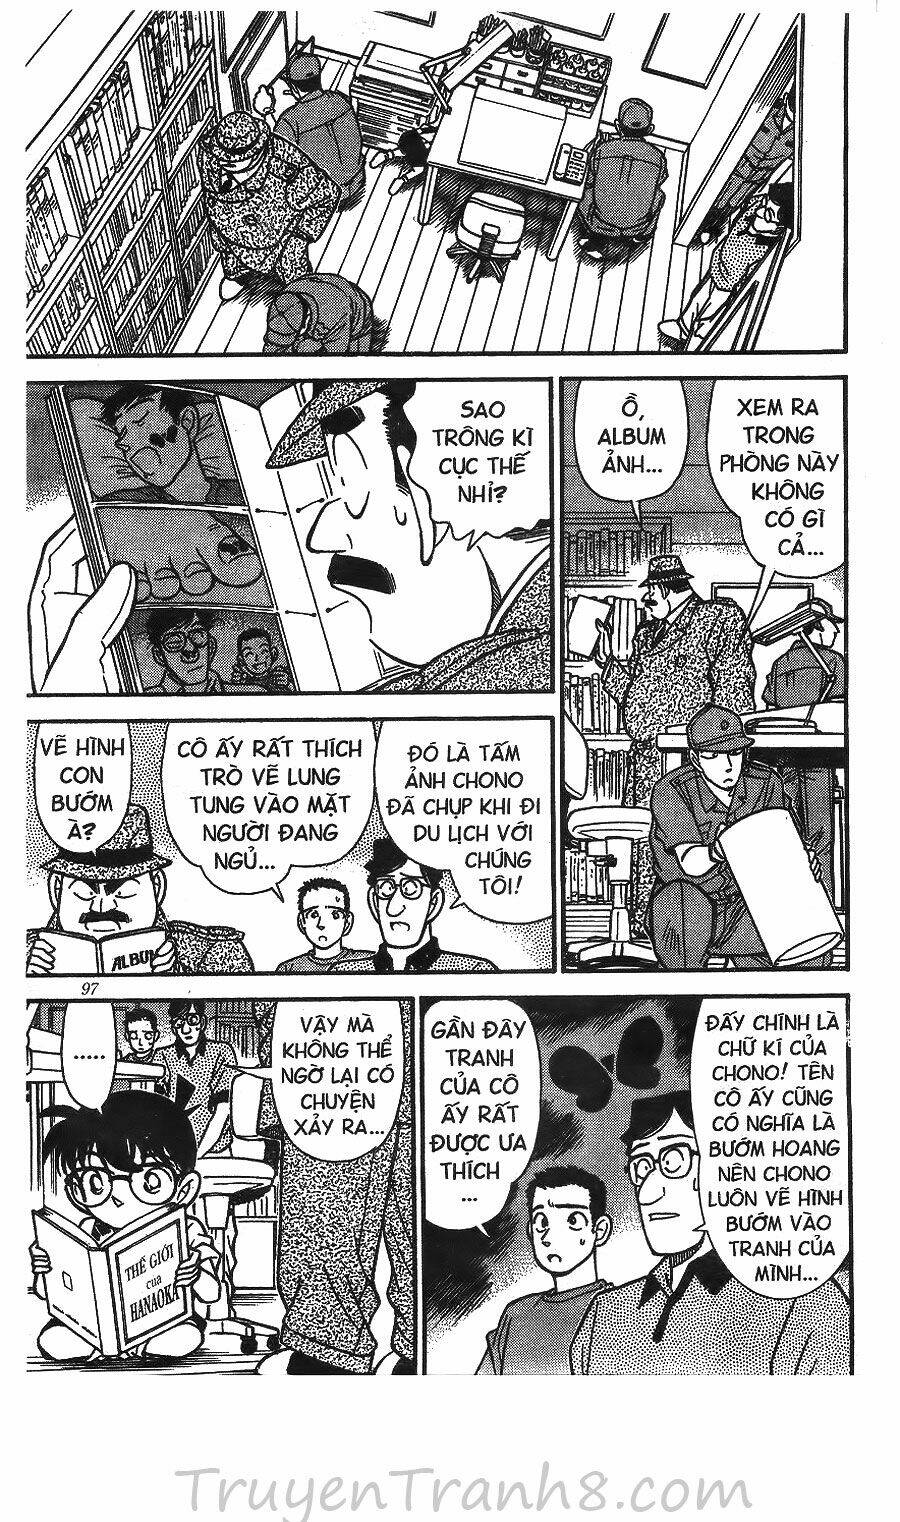 XEM RA
TRONG
PHÒNG NÀY
KHÔNG
CÓ GÌ
CẢ...
Ồ,
ALBUM
ẢNH...
SAO
TRÔNG KÌ
CỤC THẾ
NHỈ?
ĐÓ LÀ TẤM
ẢNH CHONO
ĐÃ CHỤP KHI ĐI
DU LỊCH VỚI
CHÚNG
TÔI!
CÔ ẤY RẤT THÍCH
TRÒ VẼ LUNG
TUNG VÀO MẶT
NGƯỜI ĐANG
NGỦ...
VẼ HÌNH
CON
BƯỚM
À?
ALBUM
97
ĐẤY CHÍNH LÀ
CHỮ KÍ CỦA
CHONO! TÊN
CÔ ẤY CŨNG
CÓ NGHĨA LÀ
BƯỚM HOANG
NÊN CHONO
LUÔN VẼ HÌNH
BƯỚM VÀO
TRANH CỦA
MÌNH...
GẦN ĐÂY
TRANH
CỦA CÔ
ẤY RẤT
ĐƯỢC ƯA
THÍCH
...
VẬY MÀ
KHÔNG THỂ
NGỜ LẠI CÓ
CHUYỆN
XẢY RA...
.....
THẾ GIỚI
của
HANAOKA
TruyenTranh8.com